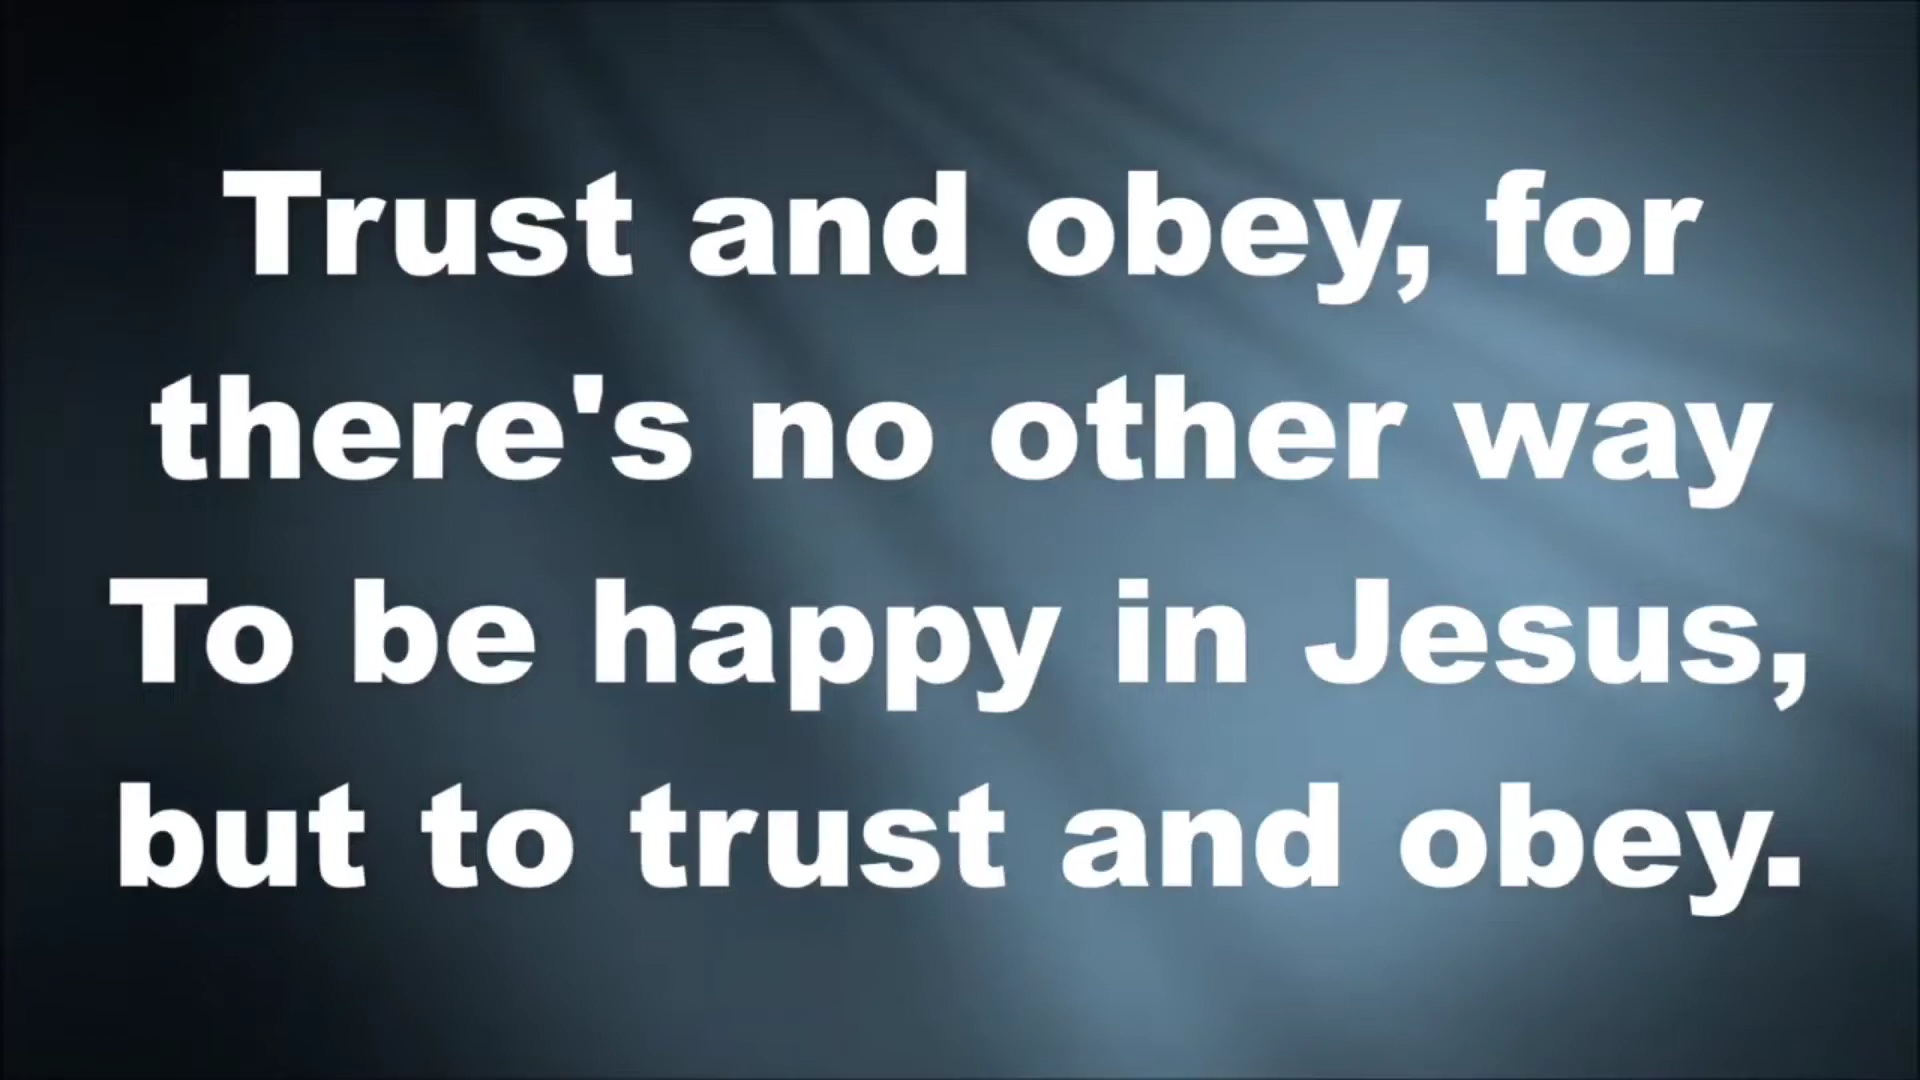 Trust and obey, for
there's no other way
To be happy in Jesus,
but to trust and obey.